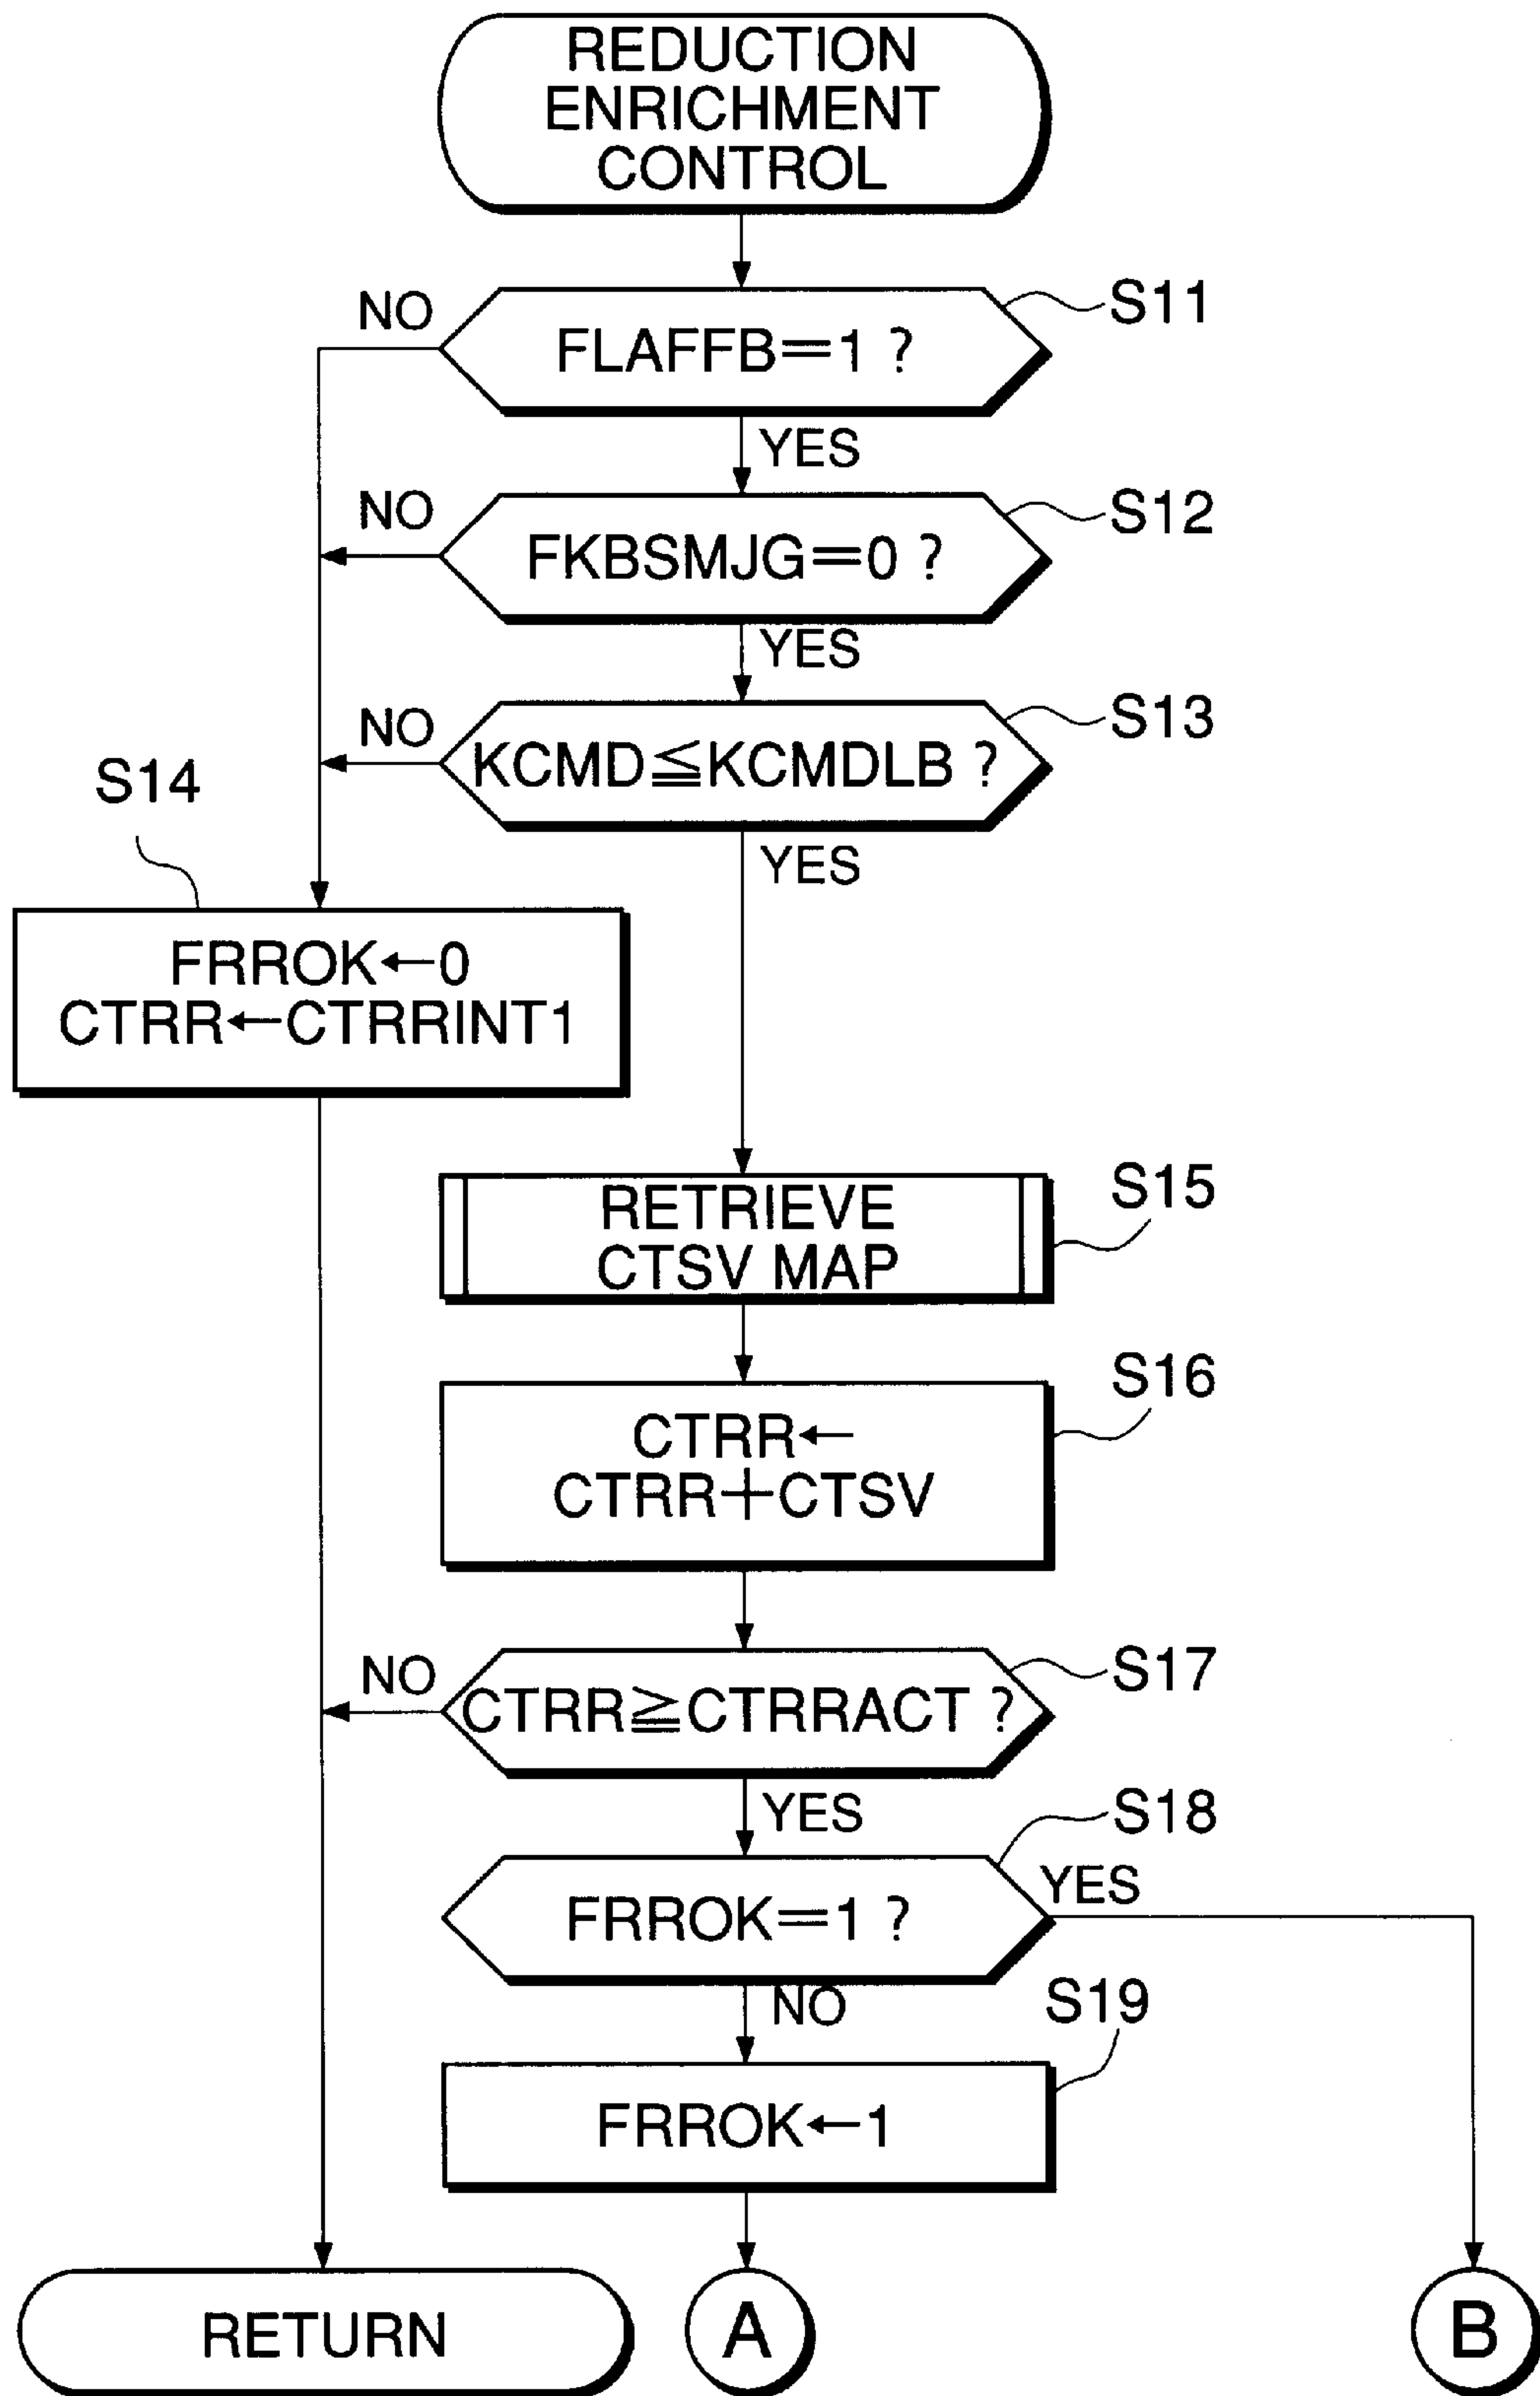 REDUCTION
ENRICHMENT
CONTROL
S11
NO
FLAFFB=1 ?
YES
S12
NO
FKBSMJG=0 ?
YES
S13
NO
KCMD≦KCMDLB ?
YES
S14
FRROK←0
CTRR←CTRRINT1
S15
RETRIEVE
CTSV MAP
S16
CTRR←
CTRR+CTSV
S17
NO
CTRR≧CTRRACT ?
YES
S18
FRROK=1 ?
YES
NO
S19
FRROK←1
RETURN
A
B